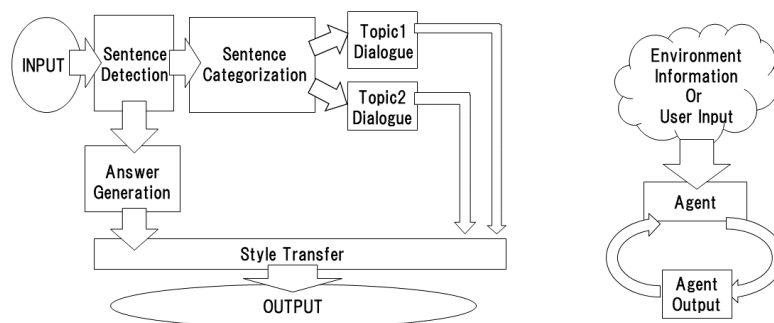 INPUT
Sentence
Detection
Sentence
Categorization
Topic1
Dialogue
Topic2
Dialogue
Answer
Generation
Style Transfer
OUTPUT
Environment
Information
Or
User Input
Agent
Agent
Output